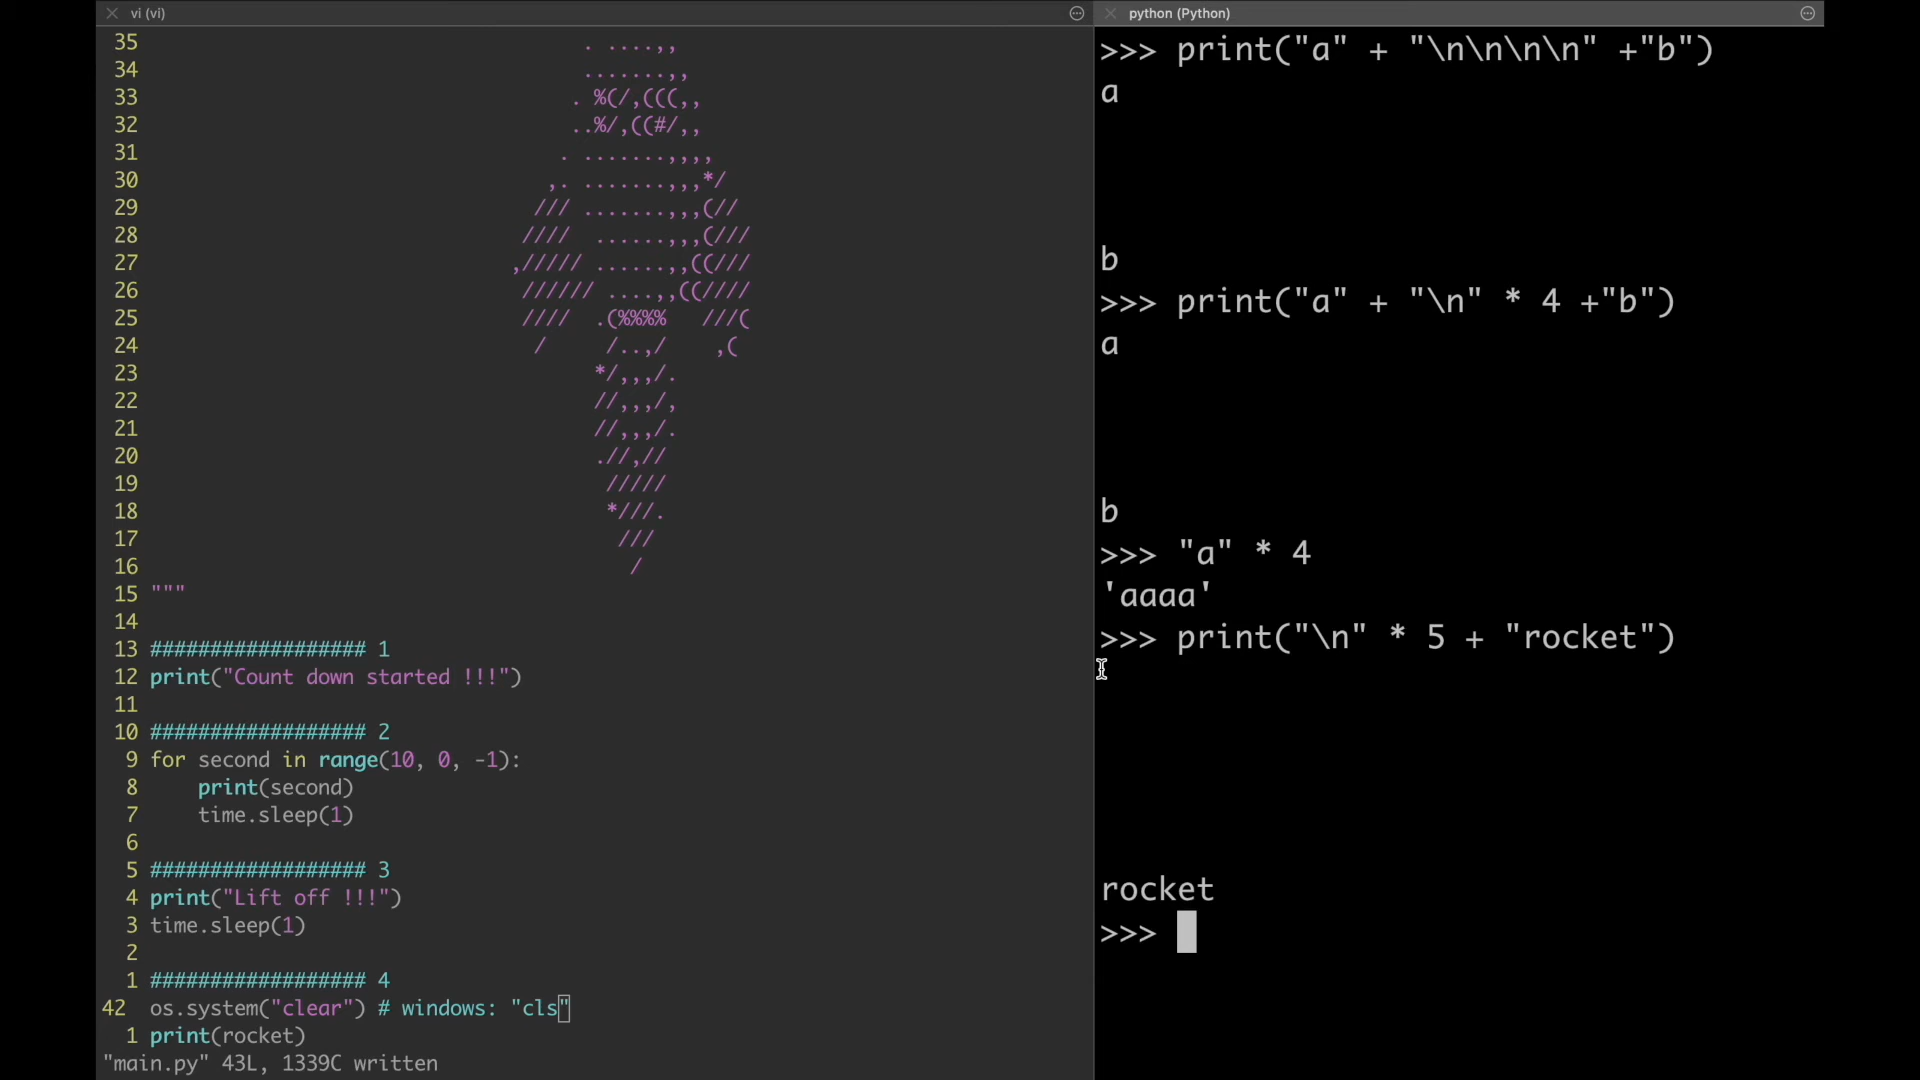 vi (vi)
35 . ....,,
34 .......,,
33 . %(/,(((,,
32 ..%/,((#/,,
31 . .......,,,,
30 ,. .......,,,*/
29 /// .......,,,(//
28 //// ......,,,(///
27 ,///// ......,,((///
26 ////// ....,,((////
25 //// .(%%%% ///(
24 / /..,/ ,(
23 */,,,/.
22 //,,,/,
21 //,,,/.
20 .//,//
19 /////
18 *///.
17 ///
16 /
15 """
14
13 ################## 1
12 print("Count down started !!!")
11
10 ################## 2
9 for second in range(10, 0, -1):
8 print(second)
7 time.sleep(1)
6
5 ################## 3
4 print("Lift off !!!")
3 time.sleep(1)
2
1 ################## 4
42 os.system("clear") # windows: "cls"
1 print(rocket)
"main.py" 43L, 1339C written
python (Python)
>>> print("a" + "\n\n\n\n" +"b")
a
b
>>> print("a" + "\n" * 4 +"b")
a
b
>>> "a" * 4
'aaaa'
>>> print("\n" * 5 + "rocket")
rocket
>>>